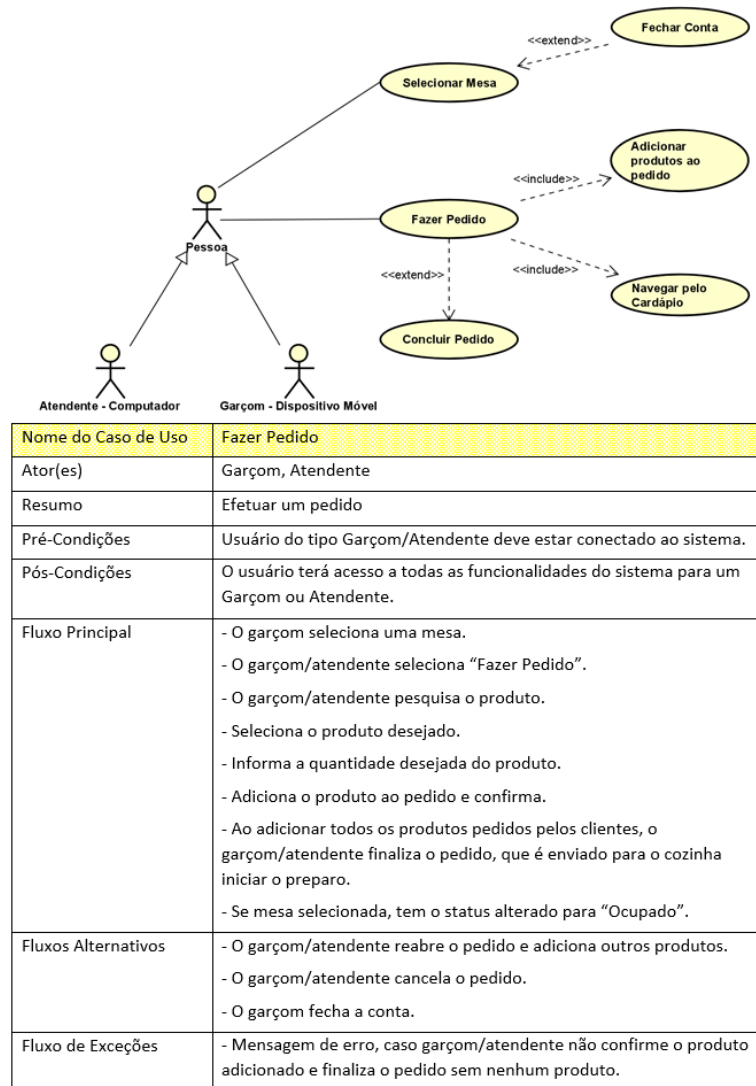 Fechar Conta
<<extend>>
Selecionar Mesa
Adicionar
produtos ao
pedido
<<include>>
Fazer Pedido
Pessoa
<<extend>>
<<include>>
Navegar pelo
Cardápio
Concluir Pedido
Atendente - Computador
Garçom - Dispositivo Móvel
Nome do Caso de Uso
Fazer Pedido
Ator(es)
Garçom, Atendente
Resumo
Efetuar um pedido
Pré-Condições
Usuário do tipo Garçom/Atendente deve estar conectado ao sistema.
Pós-Condições
O usuário terá acesso a todas as funcionalidades do sistema para um
Garçom ou Atendente.
Fluxo Principal
- O garçom seleciona uma mesa.
- O garçom/atendente seleciona “Fazer Pedido”.
- O garçom/atendente pesquisa o produto.
- Seleciona o produto desejado.
- Informa a quantidade desejada do produto.
- Adiciona o produto ao pedido e confirma.
- Ao adicionar todos os produtos pedidos pelos clientes, o
garçom/atendente finaliza o pedido, que é enviado para o cozinha
iniciar o preparo.
- Se mesa selecionada, tem o status alterado para “Ocupado”.
Fluxos Alternativos
- O garçom/atendente reabre o pedido e adiciona outros produtos.
- O garçom/atendente cancela o pedido.
- O garçom fecha a conta.
Fluxo de Exceções
- Mensagem de erro, caso garçom/atendente não confirme o produto
adicionado e finaliza o pedido sem nenhum produto.